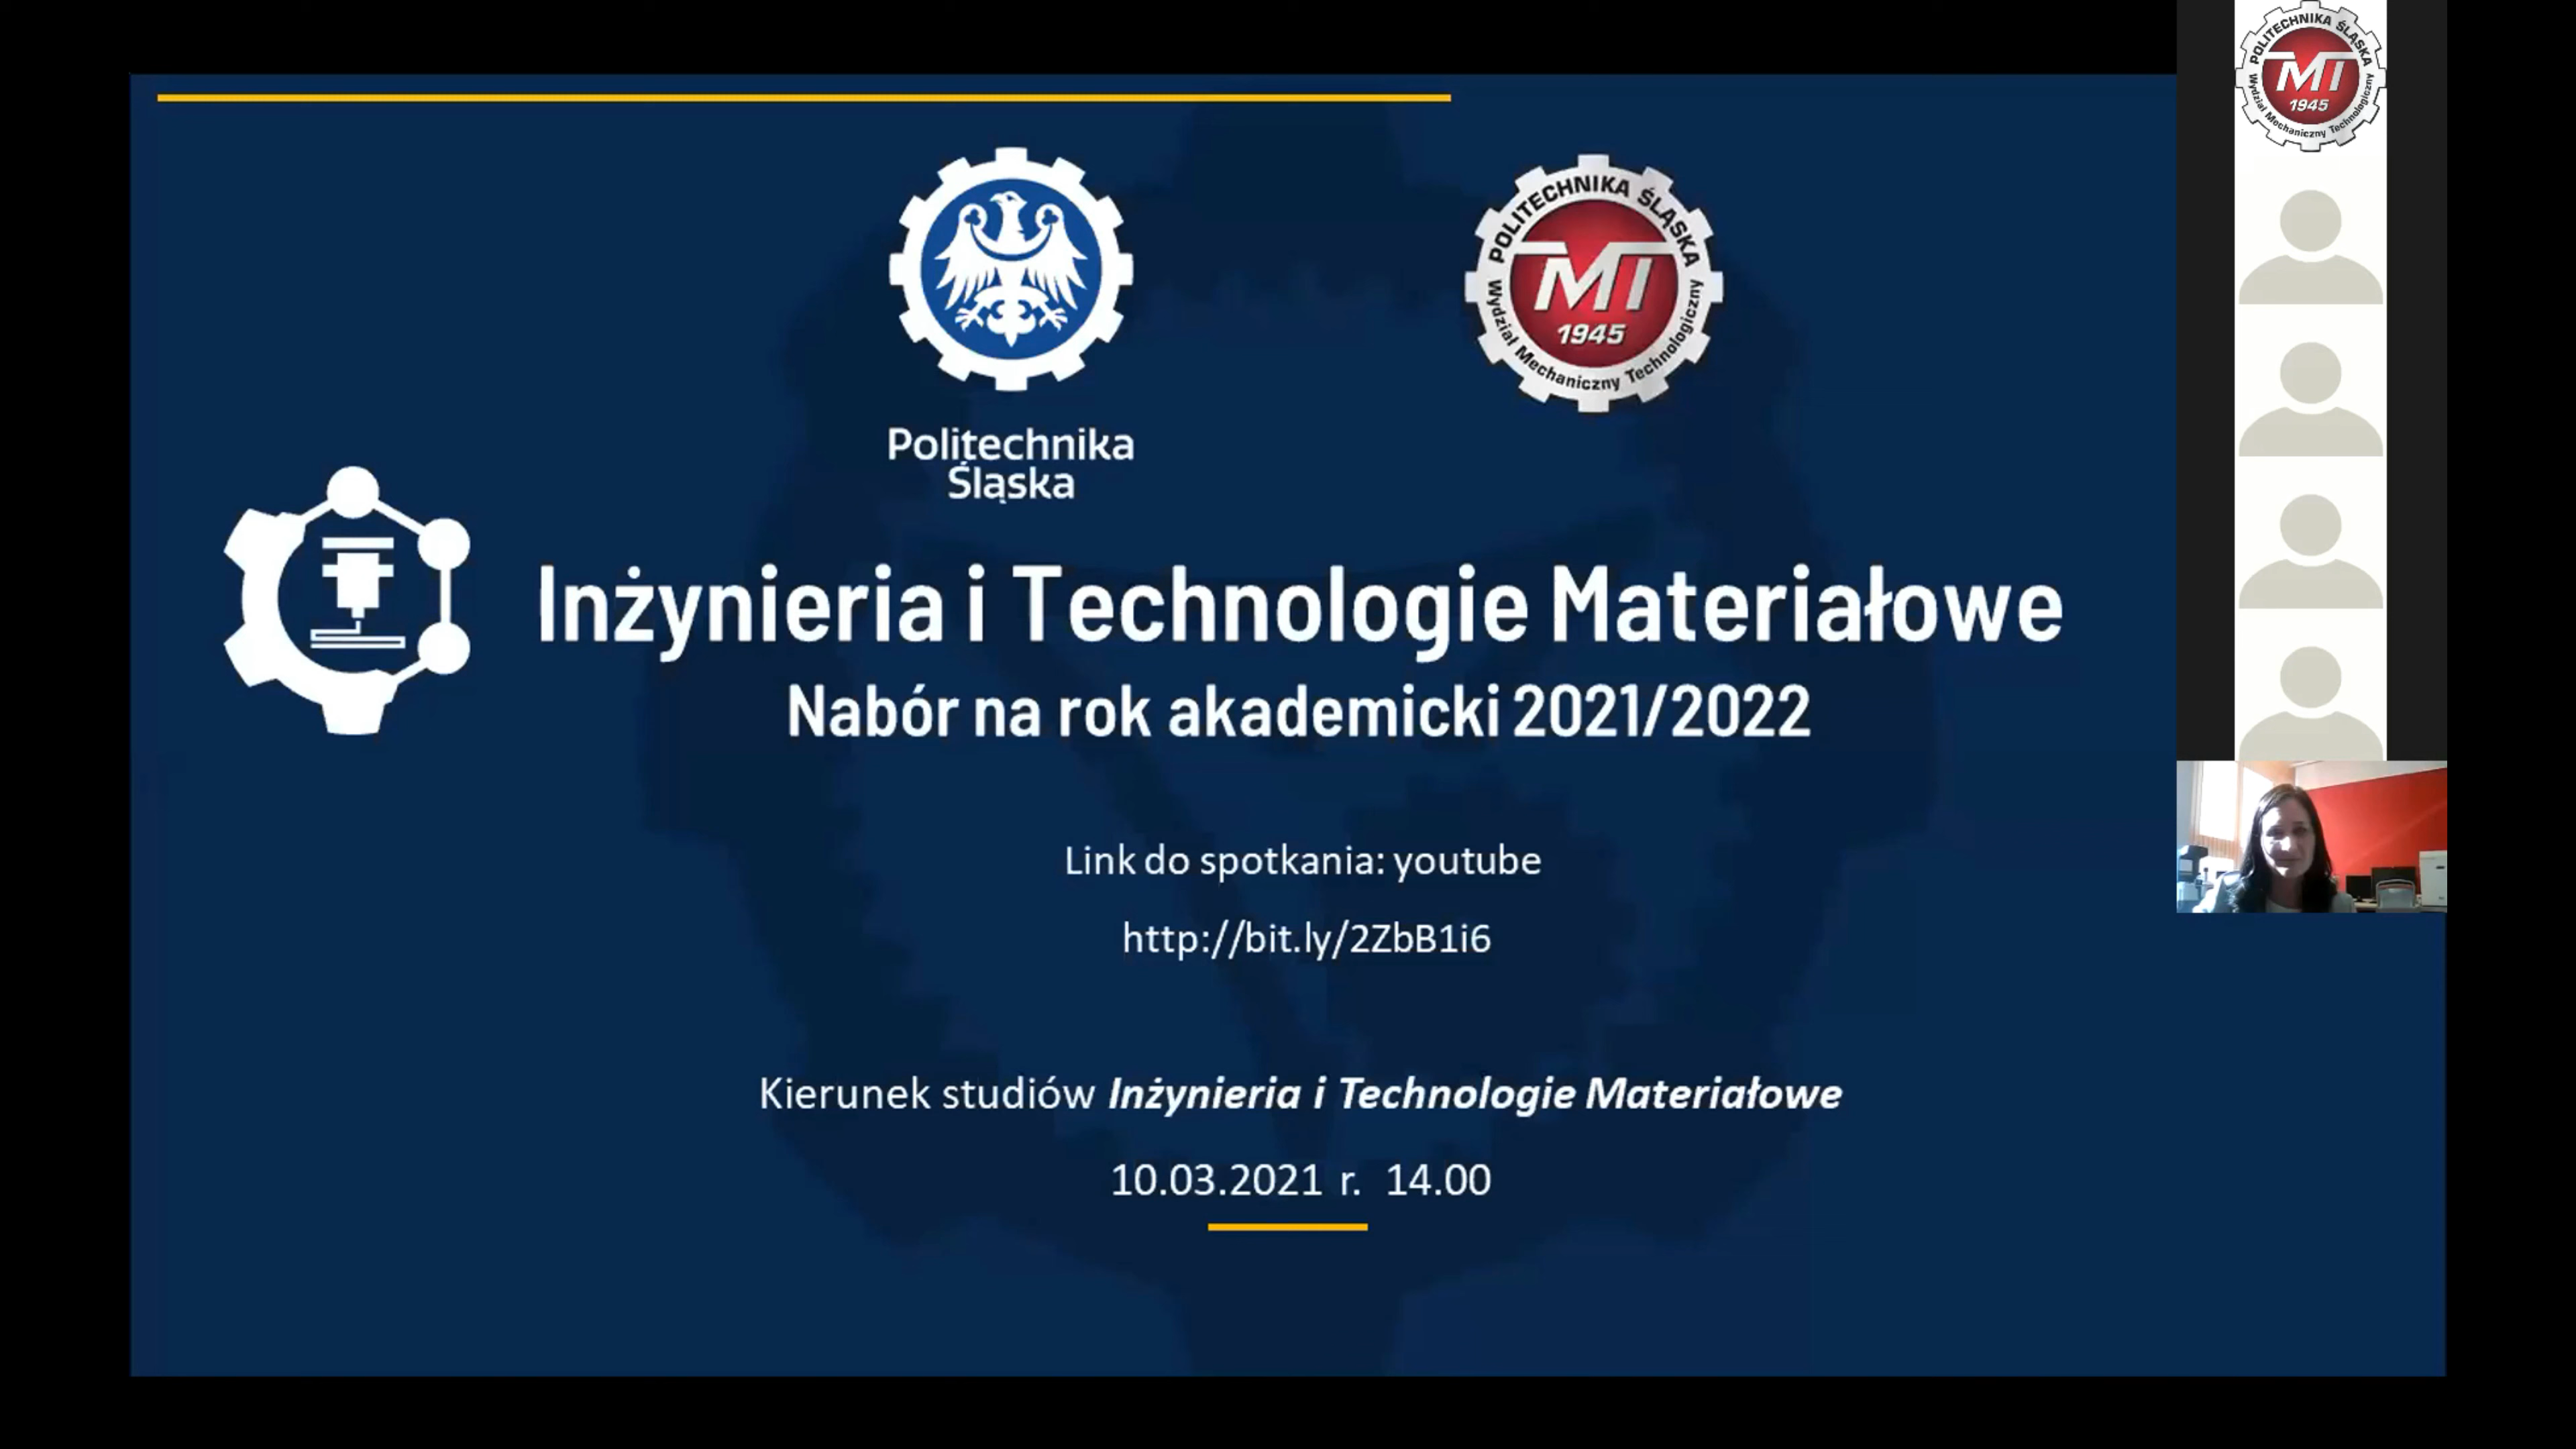 POLITECHNIKA ŚLĄSKA
MT
1945
Wydział Mechaniczny Technologiczny
POLITECHNIKA ŚLĄSKA
MT
1945
Wydział Mechaniczny Technologiczny
Politechnika
Śląska
Inżynieria i Technologie Materiałowe
Nabór na rok akademicki 2021/2022
Link do spotkania: youtube
http://bit.ly/2ZbB1i6
Kierunek studiów Inżynieria i Technologie Materiałowe
10.03.2021 r. 14.00